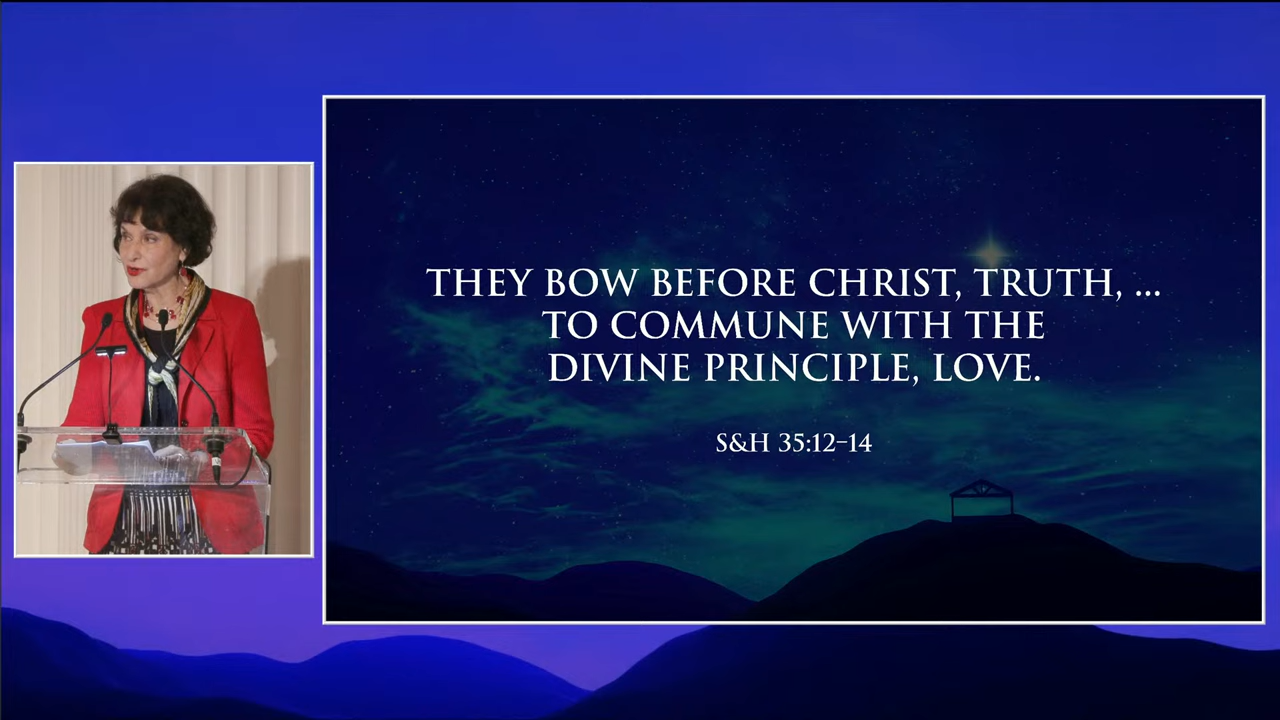 THEY BOW BEFORE CHRIST, TRUTH, ...
TO COMMUNE WITH THE
DIVINE PRINCIPLE, LOVE.
S&H 35:12–14